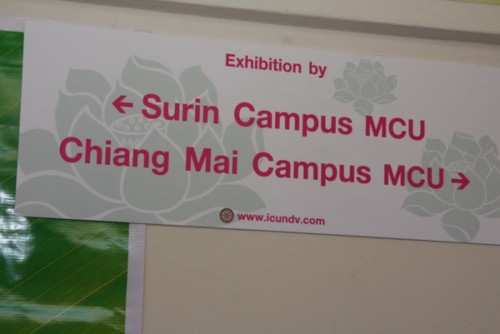 Exhibition by
← Surin Campus MCU
Chiang Mai Campus MCU →
www.icundv.com